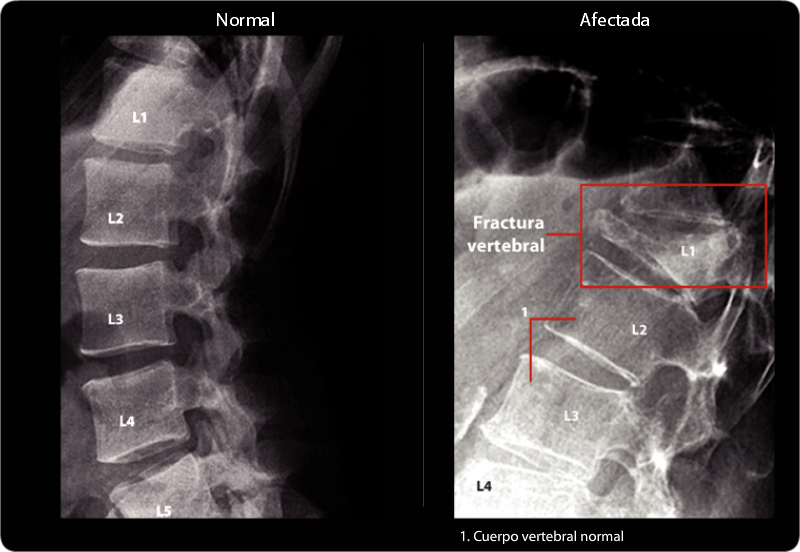 Normal
Afectada
L1
L2
L3
L4
L5
Fractura
vertebral
L1
1
L2
L3
L4
1. Cuerpo vertebral normal